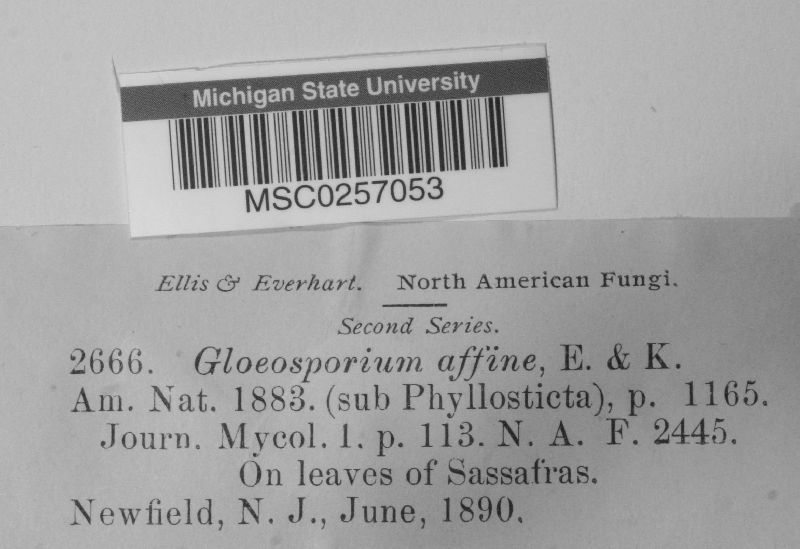 Michigan State University
MSC0257053
Ellis & Everhart. North American Fungi.
Second Series.
2666. Gloeosporium affine, E. & K.
Am. Nat. 1883. (sub Phyllosticta), p. 1165.
Journ. Mycol. 1. p. 113. N. A. F. 2445.
On leaves of Sassafras.
Newfield, N. J., June, 1890.